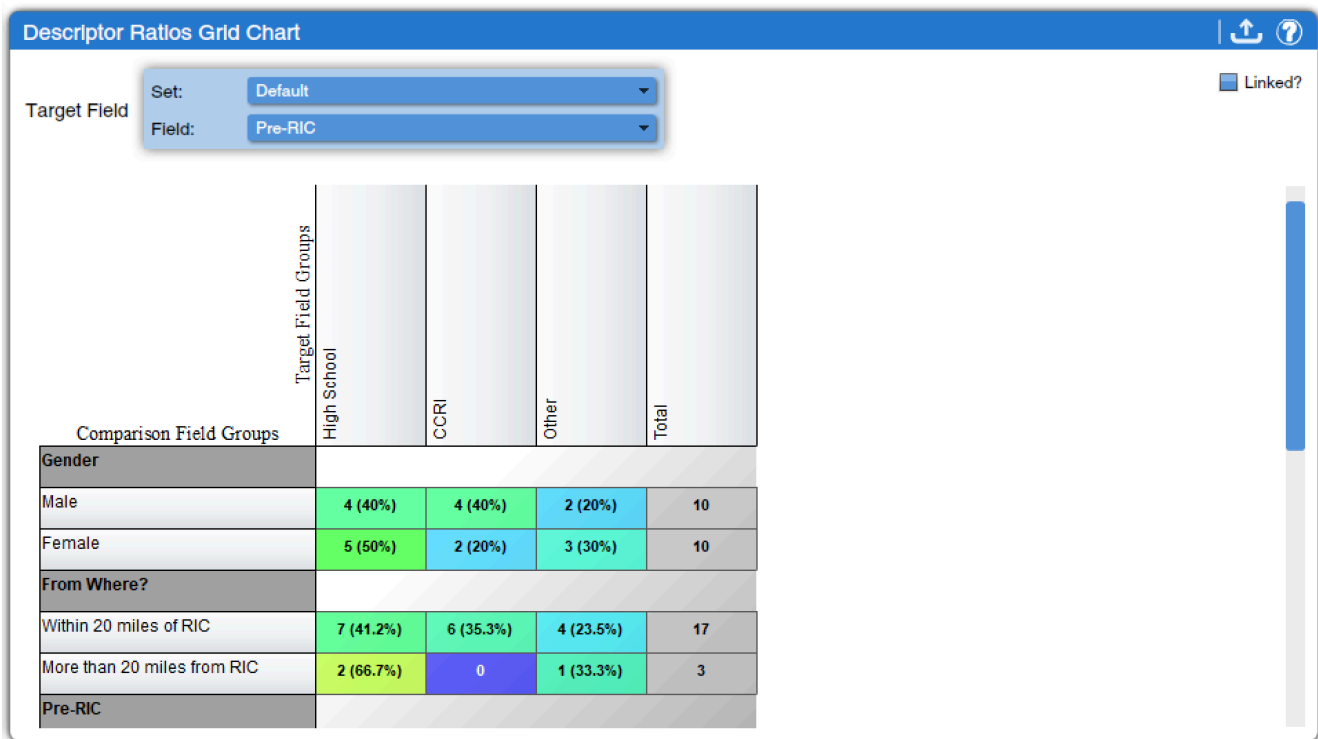 Descriptor Ratios Grid Chart
Linked?
Target Field
Set: Default
Field: Pre-RIC
Target Field Groups
High School
CCRI
Other
Total
Comparison Field Groups
Gender
Male 4 (40%) 4 (40%) 2 (20%) 10
Female 5 (50%) 2 (20%) 3 (30%) 10
From Where?
Within 20 miles of RIC 7 (41.2%) 6 (35.3%) 4 (23.5%) 17
More than 20 miles from RIC 2 (66.7%) 0 1 (33.3%) 3
Pre-RIC